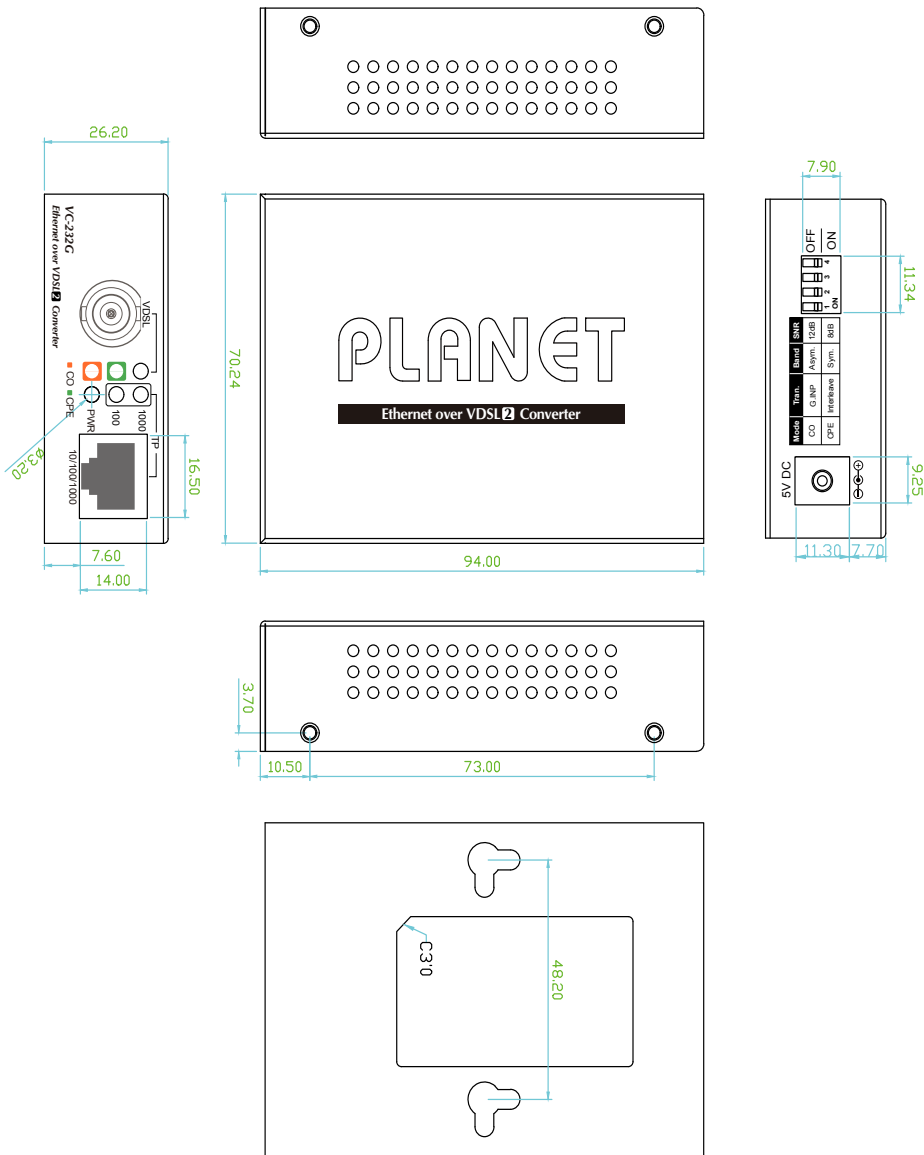 26.20
VC-232G
Ethernet over VDSL2 Converter
VDSL
CO CPE
PWR
100
1000
TP
10/100/1000
ø3.20
16.50
7.60
14.00
70.24
PLANET
Ethernet over VDSL2 Converter
94.00
7.90
OFF
ON
4
3
2
1
ON
11.34
Mode Tran. Band SNR
CO G.INP Asym. 12dB
CPE Interleave Sym. 8dB
5V DC
9.25
11.30
7.70
3.70
10.50
73.00
C3'0
48.20